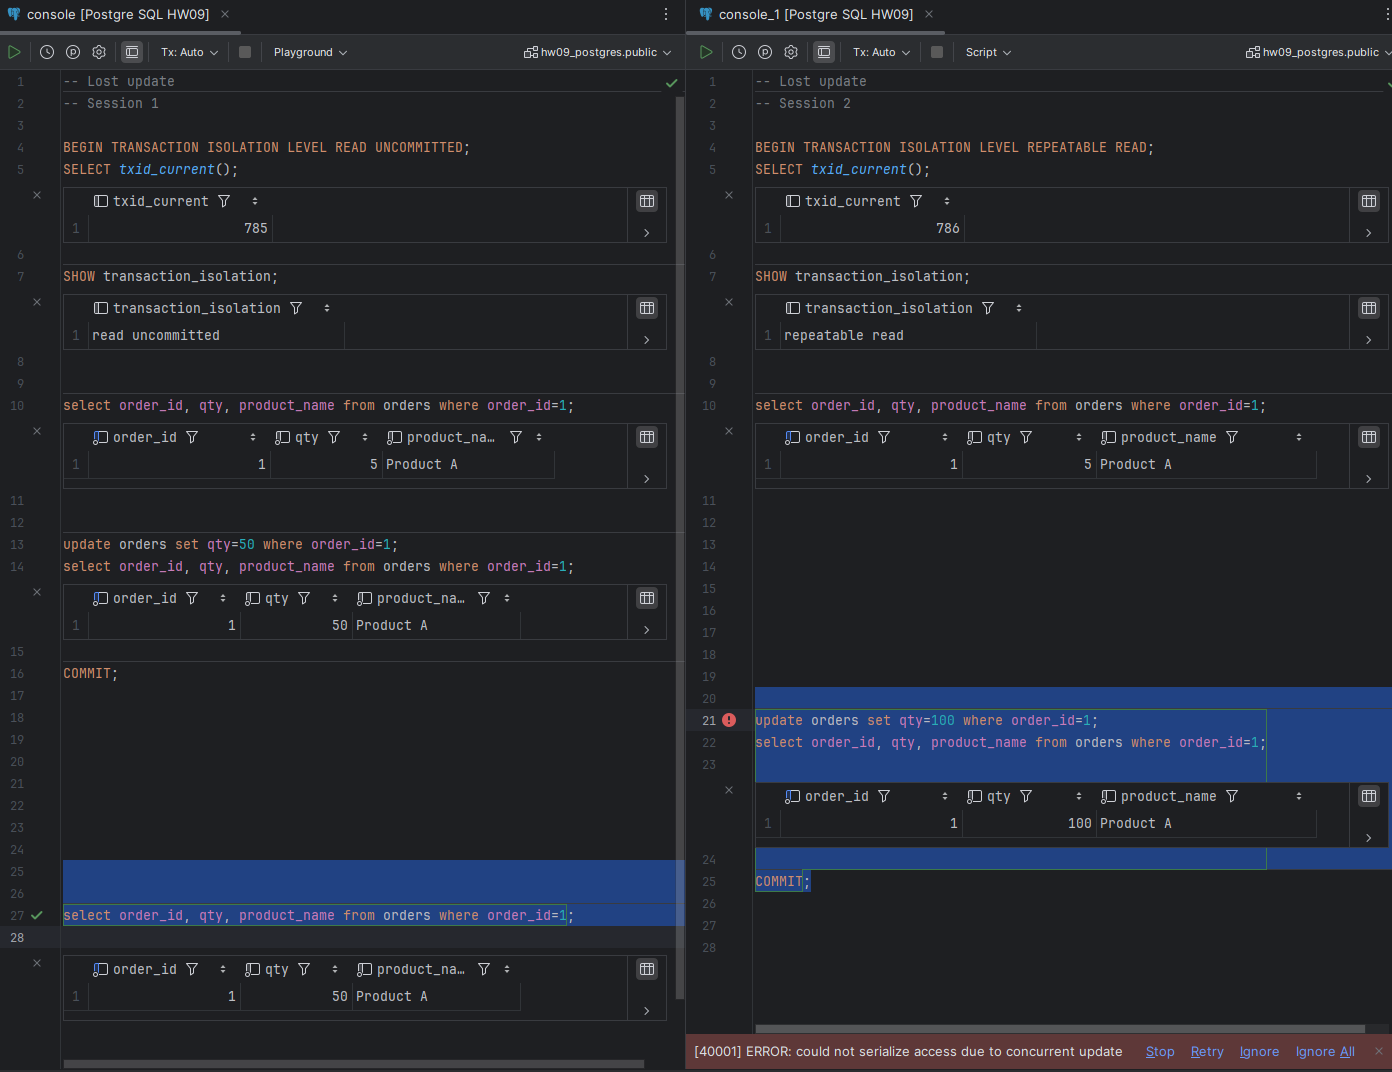 console [Postgre SQL HW09]
Tx: Auto
Playground
hw09_postgres.public
1 -- Lost update
2 -- Session 1
3
4 BEGIN TRANSACTION ISOLATION LEVEL READ UNCOMMITTED;
5 SELECT txid_current();
txid_current
1 785
6
7 SHOW transaction_isolation;
transaction_isolation
1 read uncommitted
8
9
10 select order_id, qty, product_name from orders where order_id=1;
order_id qty product_na…
1 1 5 Product A
11
12
13 update orders set qty=50 where order_id=1;
14 select order_id, qty, product_name from orders where order_id=1;
order_id qty product_na…
1 1 50 Product A
15
16 COMMIT;
17
18
19
20
21
22
23
24
25
26
27 select order_id, qty, product_name from orders where order_id=1;
28
order_id qty product_na…
1 1 50 Product A
console_1 [Postgre SQL HW09]
Tx: Auto
Script
hw09_postgres.public
1 -- Lost update
2 -- Session 2
3
4 BEGIN TRANSACTION ISOLATION LEVEL REPEATABLE READ;
5 SELECT txid_current();
txid_current
1 786
6
7 SHOW transaction_isolation;
transaction_isolation
1 repeatable read
8
9
10 select order_id, qty, product_name from orders where order_id=1;
order_id qty product_name
1 1 5 Product A
11
12
13
14
15
16
17
18
19
20
21 update orders set qty=100 where order_id=1;
22 select order_id, qty, product_name from orders where order_id=1;
23
order_id qty product_name
1 1 100 Product A
24
25 COMMIT;
26
27
28
[40001] ERROR: could not serialize access due to concurrent update Stop Retry Ignore Ignore All